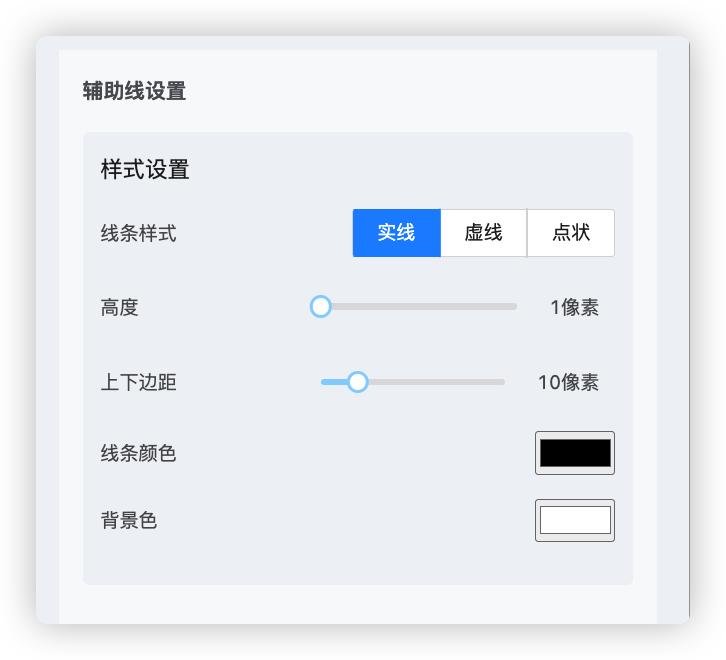 辅助线设置
样式设置
线条样式 实线 虚线 点状
高度 1像素
上下边距 10像素
线条颜色
背景色